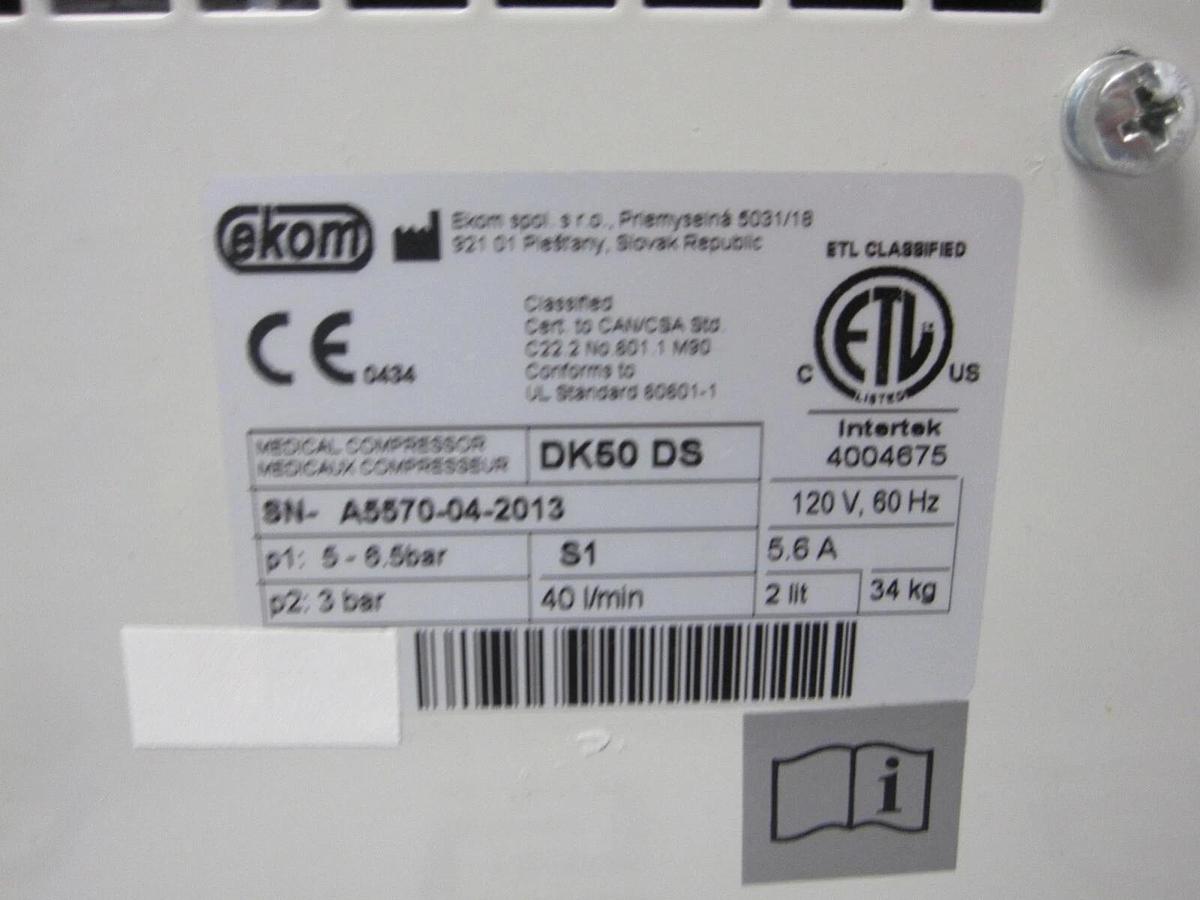 ekom
Ekom spol. s r.o., Priemyselná 5031/18
921 01 Piešťany, Slovak Republic
ETL CLASSIFIED
CE 0434
Classified
Cert. to CAN/CSA Std.
C22.2 No.601.1 M90
Conforms to
UL Standard 60601-1
ETL
LISTED
C US
Intertek
4004675
MEDICAL COMPRESSOR
MEDICAUX COMPRESSEUR
DK50 DS
SN- A5570-04-2013
120 V, 60 Hz
p1: 5 - 6.5bar
S1
5.6 A
p2: 3 bar
40 l/min
2 lit
34 kg
i